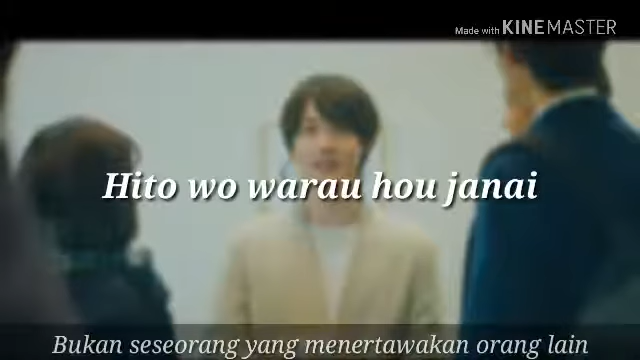 Made with KINEMASTER
Hito wo warau hou janai
Bukan seseorang yang menertawakan orang lain